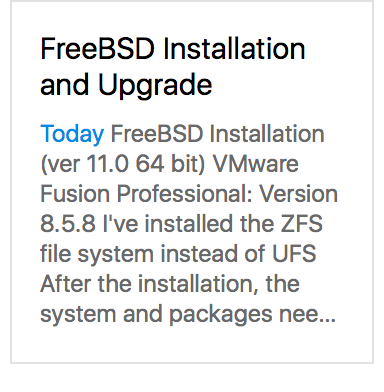 FreeBSD Installation
and Upgrade
Today FreeBSD Installation
(ver 11.0 64 bit) VMware
Fusion Professional: Version
8.5.8 I've installed the ZFS
file system instead of UFS
After the installation, the
system and packages nee...